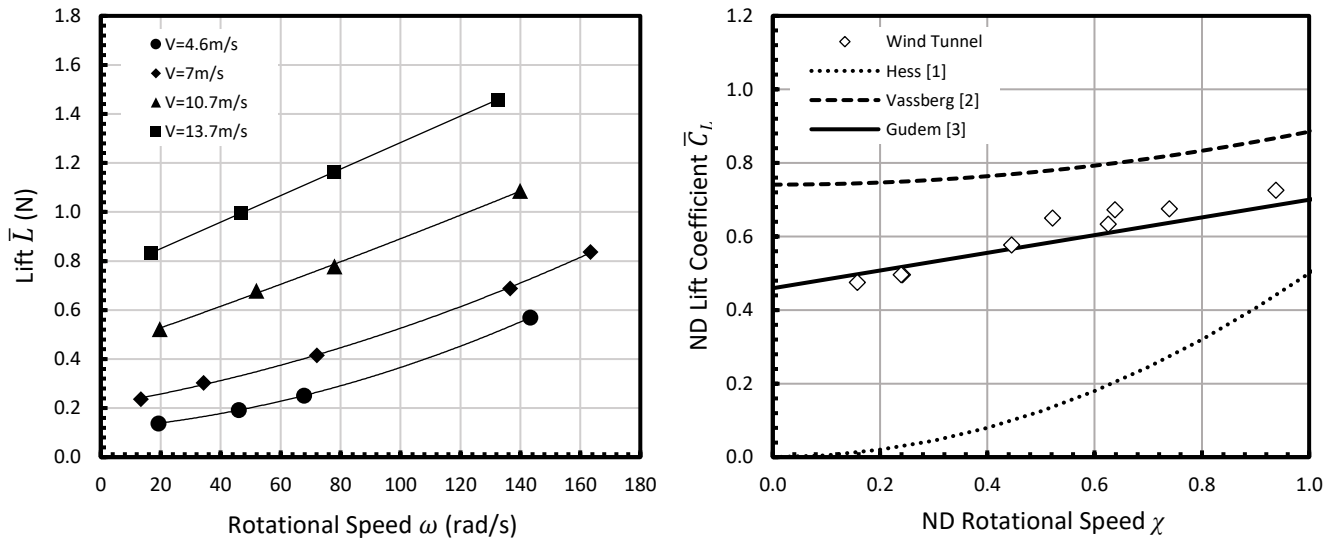 1.8
1.6
1.4
1.2
1.0
0.8
0.6
0.4
0.2
0.0
Lift L̅ (N)
V=4.6m/s
V=7m/s
V=10.7m/s
V=13.7m/s
0 20 40 60 80 100 120 140 160 180
Rotational Speed ω (rad/s)
1.2
1.0
0.8
0.6
0.4
0.2
0.0
ND Lift Coefficient C̅_L
Wind Tunnel
Hess [1]
Vassberg [2]
Gudem [3]
0.0 0.2 0.4 0.6 0.8 1.0
ND Rotational Speed χ